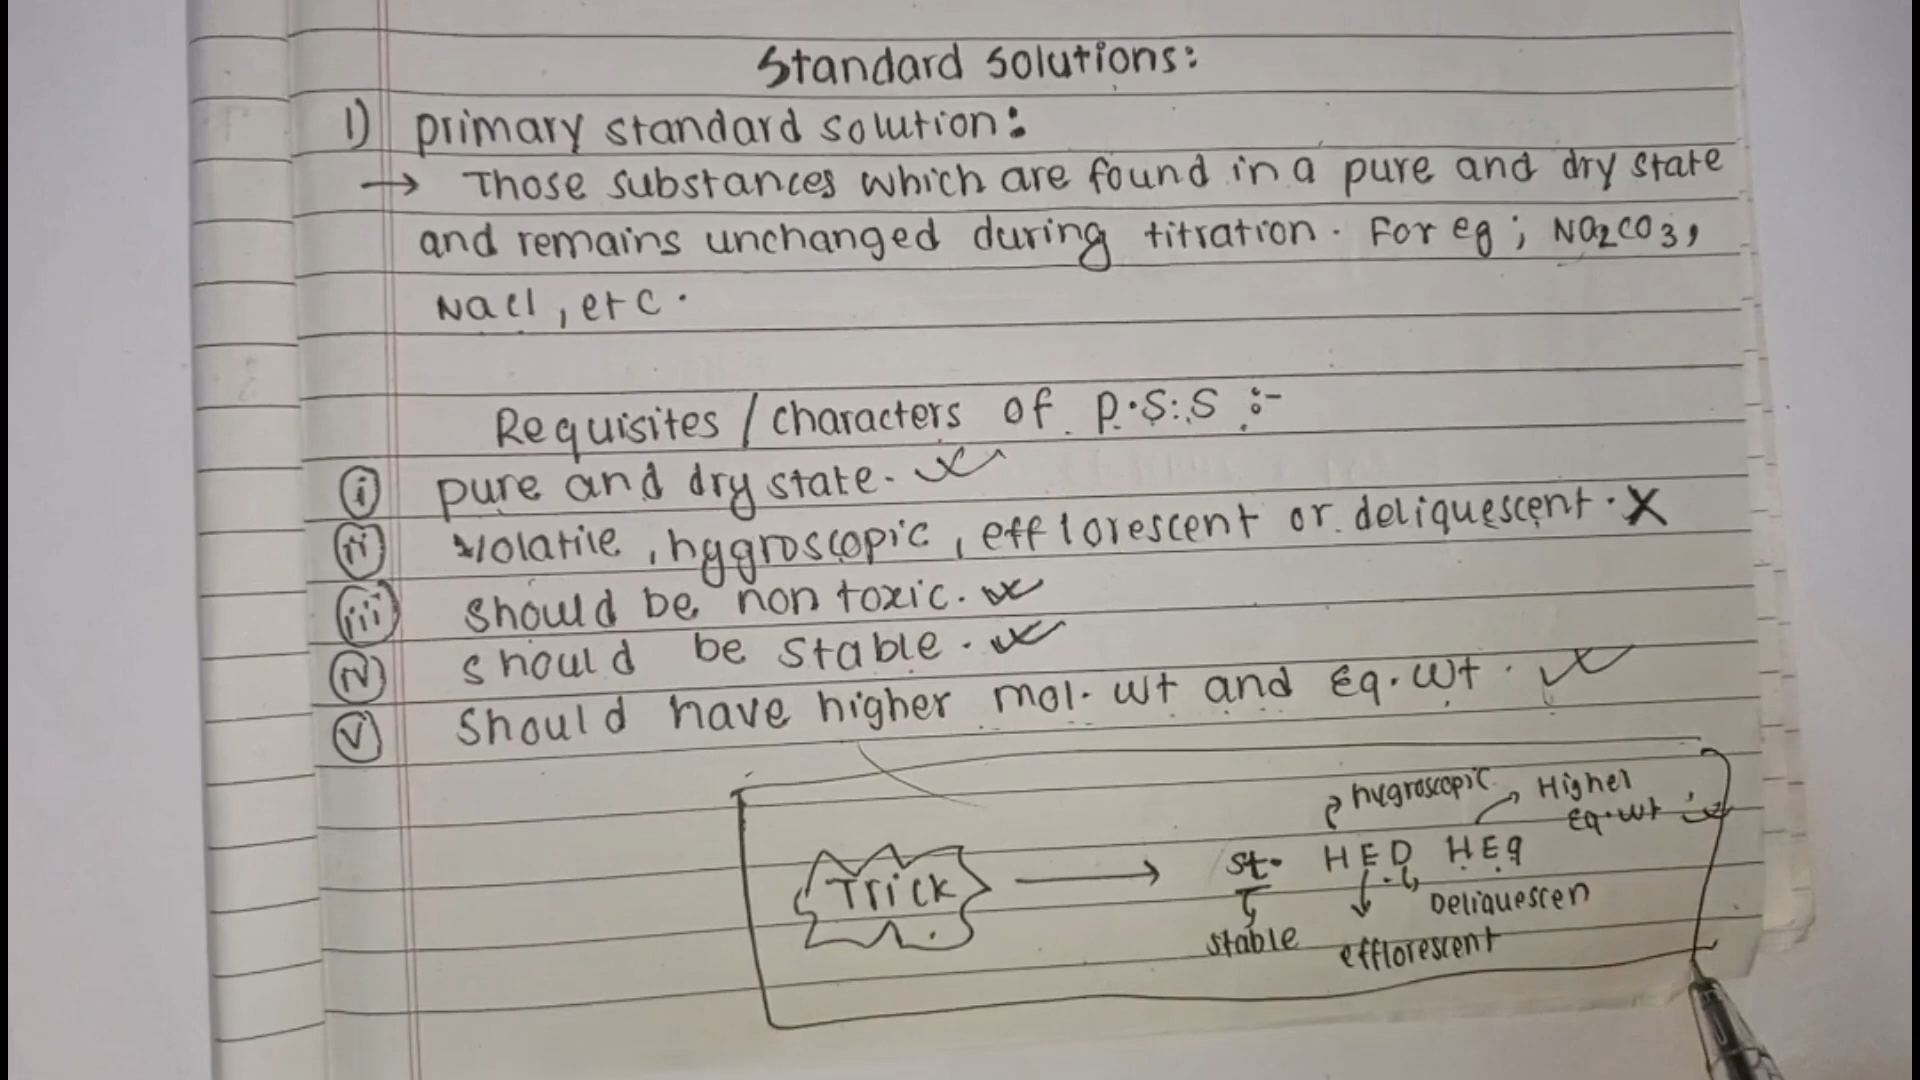 Standard solutions:
1) primary standard solution:
→ Those substances which are found in a pure and dry state
and remains unchanged during titration. For eg; Na2CO3,
Nacl, etc.
Requisites / characters of p.s.s :-
(i) pure and dry state. ✓
(ii) volatile, hygroscopic, efflorescent or deliquescent. X
(iii) should be non toxic. ✓
(iv) should be stable. ✓
(v) Should have higher mol. wt and Eq. wt. ✓
hygroscopic
Higher
Eq. wt
Trick → St. HED HEq
Deliquescen
stable
efflorescent